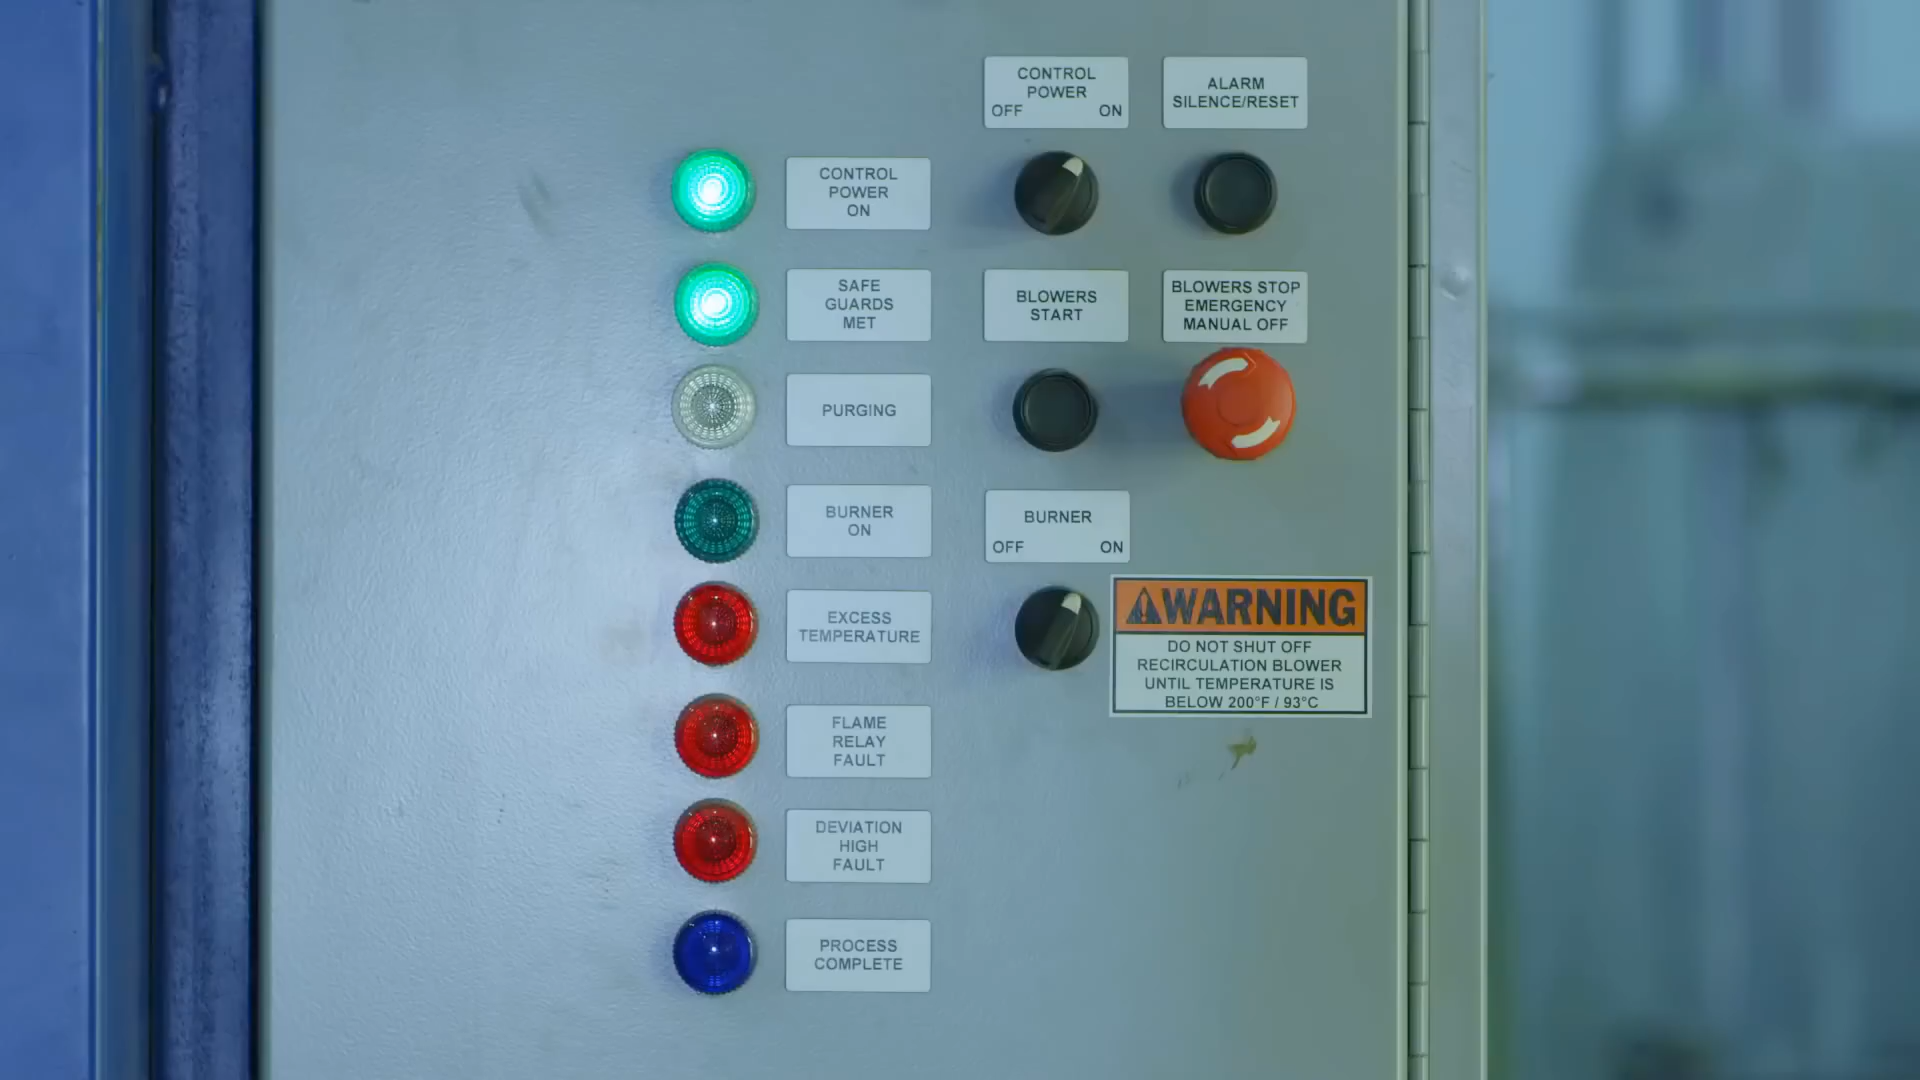 CONTROL
POWER
OFF ON
ALARM
SILENCE/RESET
CONTROL
POWER
ON
SAFE
GUARDS
MET
BLOWERS
START
BLOWERS STOP
EMERGENCY
MANUAL OFF
PURGING
BURNER
ON
BURNER
OFF ON
EXCESS
TEMPERATURE
WARNING
DO NOT SHUT OFF
RECIRCULATION BLOWER
UNTIL TEMPERATURE IS
BELOW 200°F / 93°C
FLAME
RELAY
FAULT
DEVIATION
HIGH
FAULT
PROCESS
COMPLETE